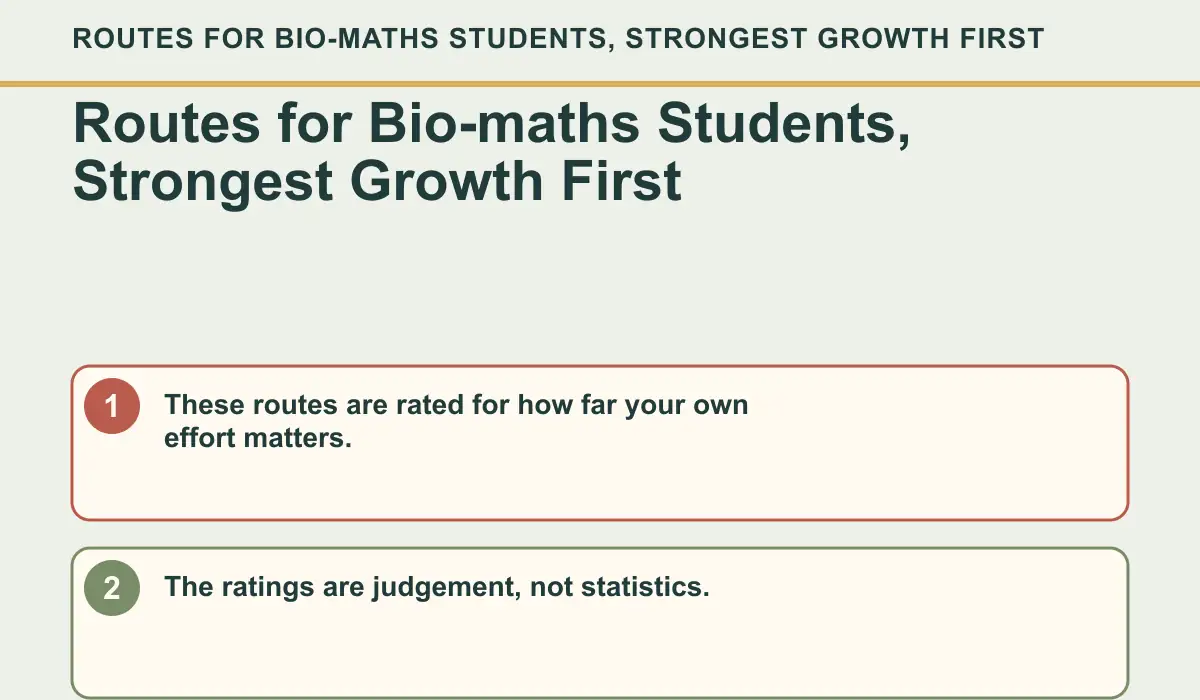 ROUTES FOR BIO-MATHS STUDENTS, STRONGEST GROWTH FIRST
Routes for Bio-maths Students,
Strongest Growth First
1
These routes are rated for how far your own
effort matters.
2
The ratings are judgement, not statistics.